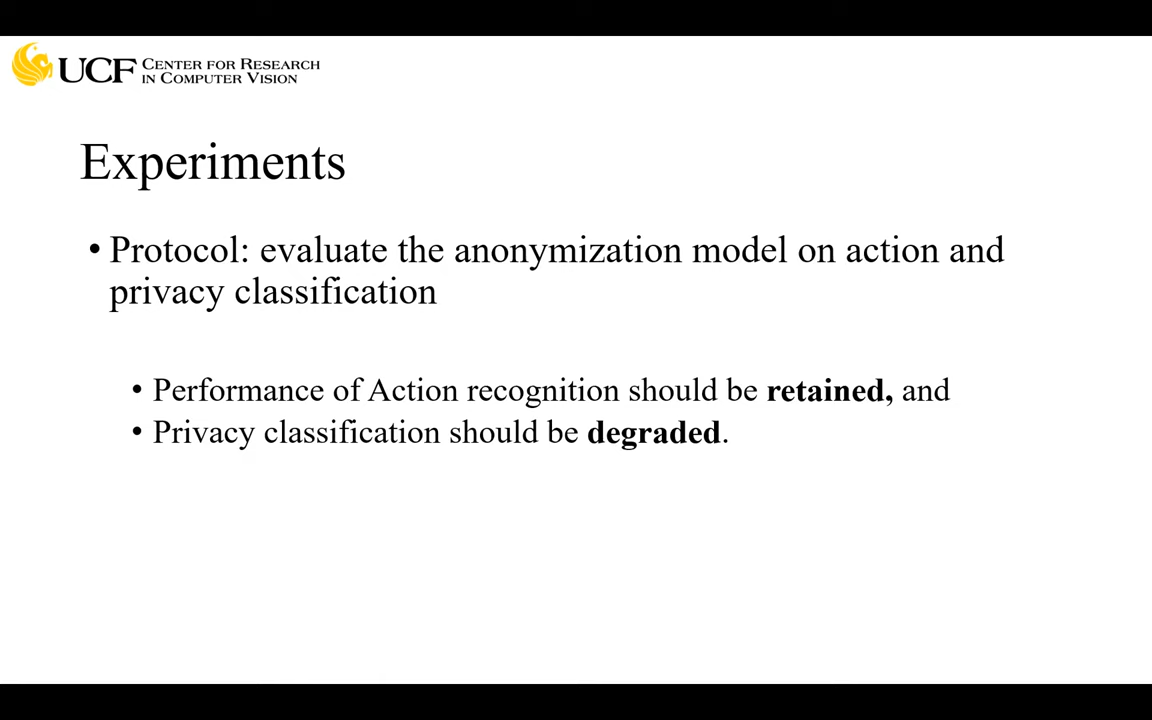 UCF CENTER FOR RESEARCH
IN COMPUTER VISION
Experiments
• Protocol: evaluate the anonymization model on action and
privacy classification
• Performance of Action recognition should be retained, and
• Privacy classification should be degraded.